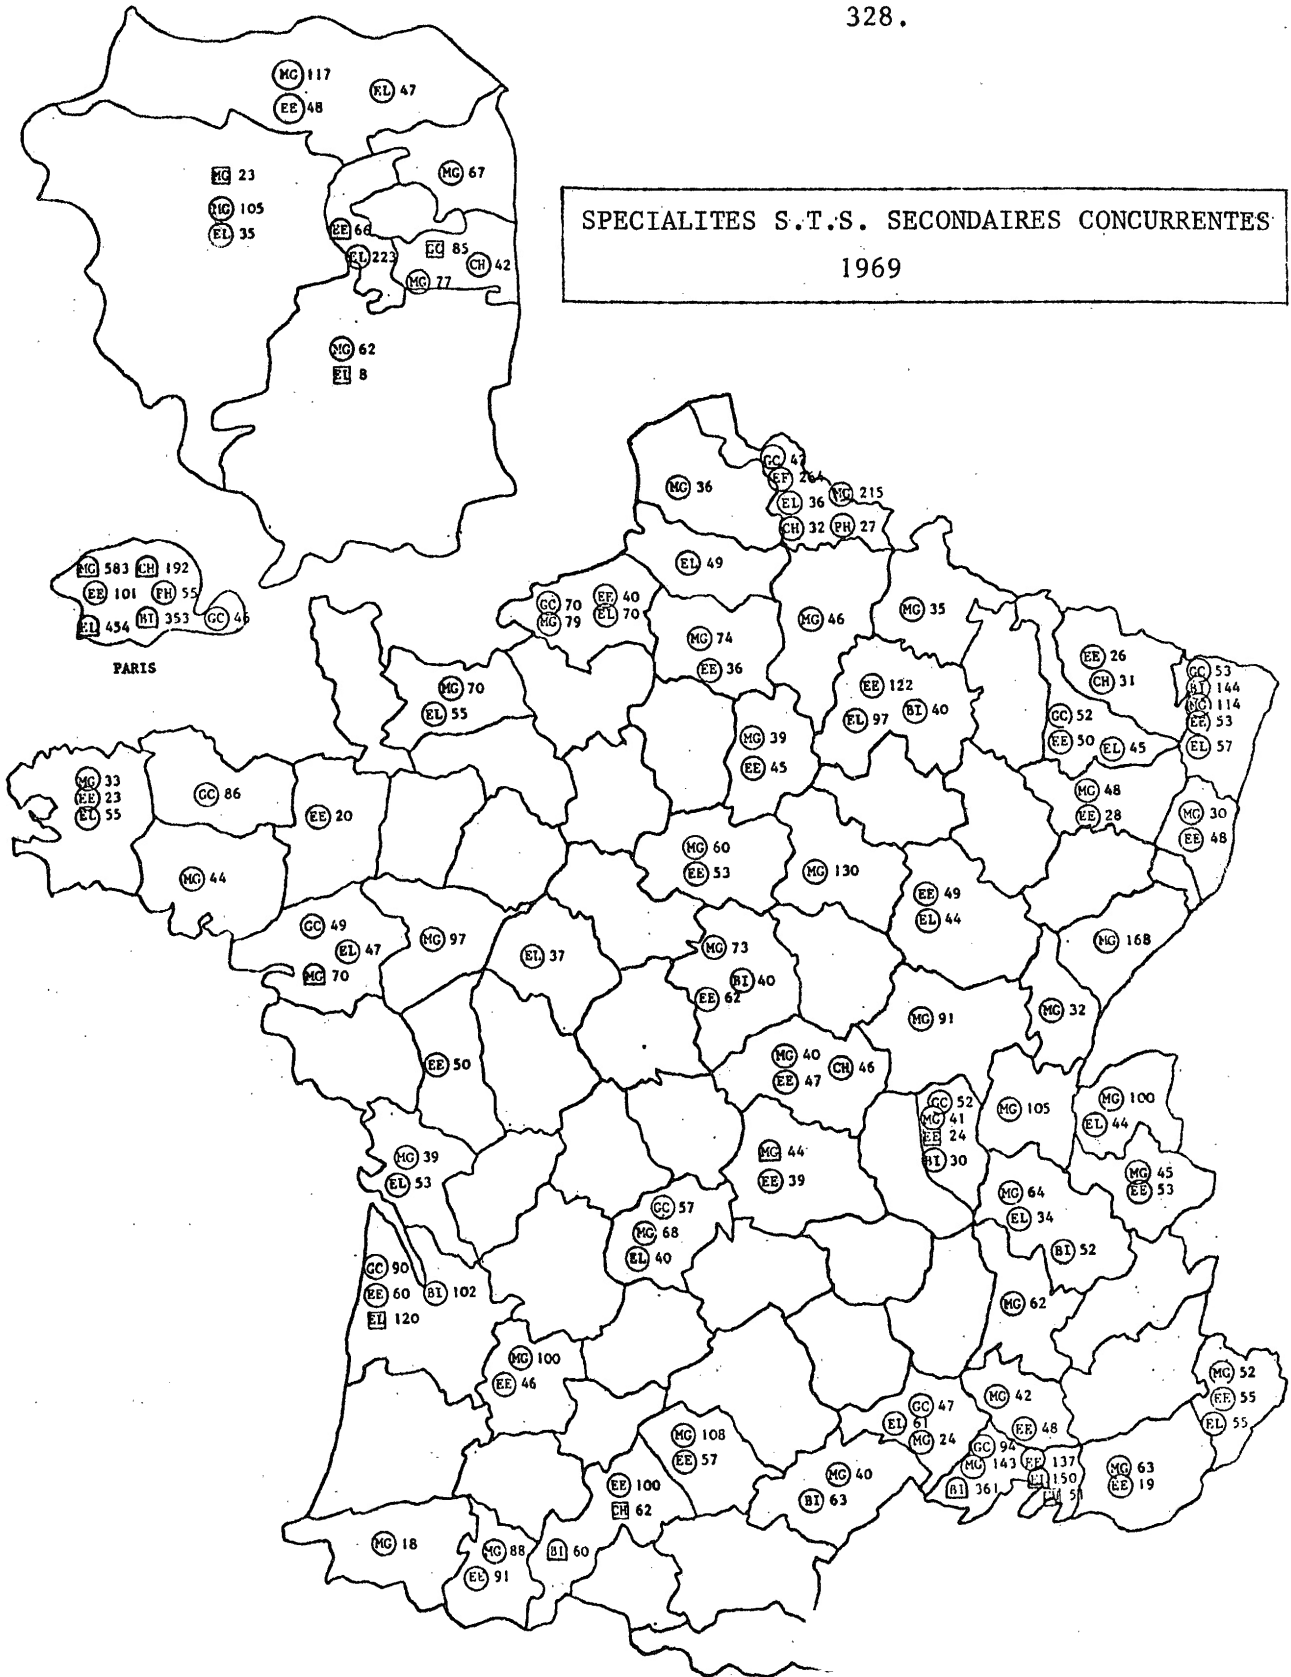 328.
MG 117
EL 47
EE 48
MG 67
MG 23
MG 105
EL 35
EE 66
EL 223
GC 85
CH 42
MG 77
SPECIALITES S.T.S. SECONDAIRES CONCURRENTES
1969
MG 62
EL 8
MG 583 CH 192
EE 101 PH 55
EL 454 BI 353 GC 46
PARIS
MG 36
GC 47
EE 264
EL 36 MG 215
CH 32 PH 27
EL 49
GC 70 EE 40
MG 79 EL 70
MG 46
MG 35
MG 74
EE 36
EE 26
CH 31
GC 53
BI 144
MG 114
EE 53
EL 57
MG 70
EL 55
EE 122
EL 97 BI 40
GC 52
EE 50 EL 45
MG 39
EE 45
MG 33
EE 23
EL 55
GC 86
EE 20
MG 48
EE 28
MG 30
EE 48
MG 44
MG 60
EE 53
MG 130
EE 49
EL 44
GC 49
EL 47
MG 70
MG 97
EL 37
MG 73
BI 40
EE 62
MG 168
MG 91
MG 32
EE 50
MG 40 CH 46
EE 47
GC 52
MG 41
EE 24
BI 30
MG 105
MG 100
EL 44
MG 39
EL 53
MG 44
EE 39
MG 45
EE 53
MG 64
EL 34
BI 52
GC 57
MG 68
EL 40
GC 90
EE 60 BI 102
EL 120
MG 62
MG 100
EE 46
MG 52
EE 55
EL 55
GC 47
EL 61
MG 24
MG 42
EE 48
MG 108
EE 57
GC 94
MG 143 EE 137
BI 361 EL 150
51
MG 63
EE 19
EE 100
CH 62
MG 40
BI 63
MG 18
MG 88
EE 91
BI 60